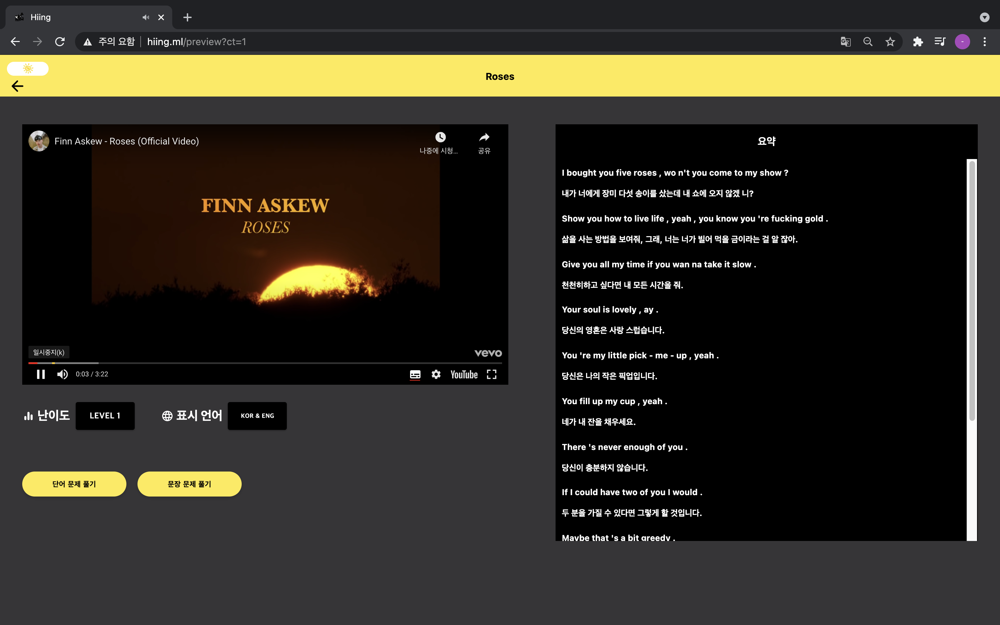 Hiing
주의 요함
hiing.ml/preview?ct=1
-
Roses
Finn Askew - Roses (Official Video)
나중에 시청...
공유
FINN ASKEW
ROSES
일시중지(k)
vevo
0:03 / 3:22
YouTube
난이도
LEVEL 1
표시 언어
KOR & ENG
단어 문제 풀기
문장 문제 풀기
요약
I bought you five roses , wo n't you come to my show ?
내가 너에게 장미 다섯 송이를 샀는데 내 쇼에 오지 않겠 니?
Show you how to live life , yeah , you know you 're fucking gold .
삶을 사는 방법을 보여줘, 그래, 너는 너가 빌어 먹을 금이라는 걸 알 잖아.
Give you all my time if you wan na take it slow .
천천히하고 싶다면 내 모든 시간을 줘.
Your soul is lovely , ay .
당신의 영혼은 사랑 스럽습니다.
You 're my little pick - me - up , yeah .
당신은 나의 작은 픽업입니다.
You fill up my cup , yeah .
네가 내 잔을 채우세요.
There 's never enough of you .
당신이 충분하지 않습니다.
If I could have two of you I would .
두 분을 가질 수 있다면 그렇게 할 것입니다.
Maybe that 's a bit greedy .